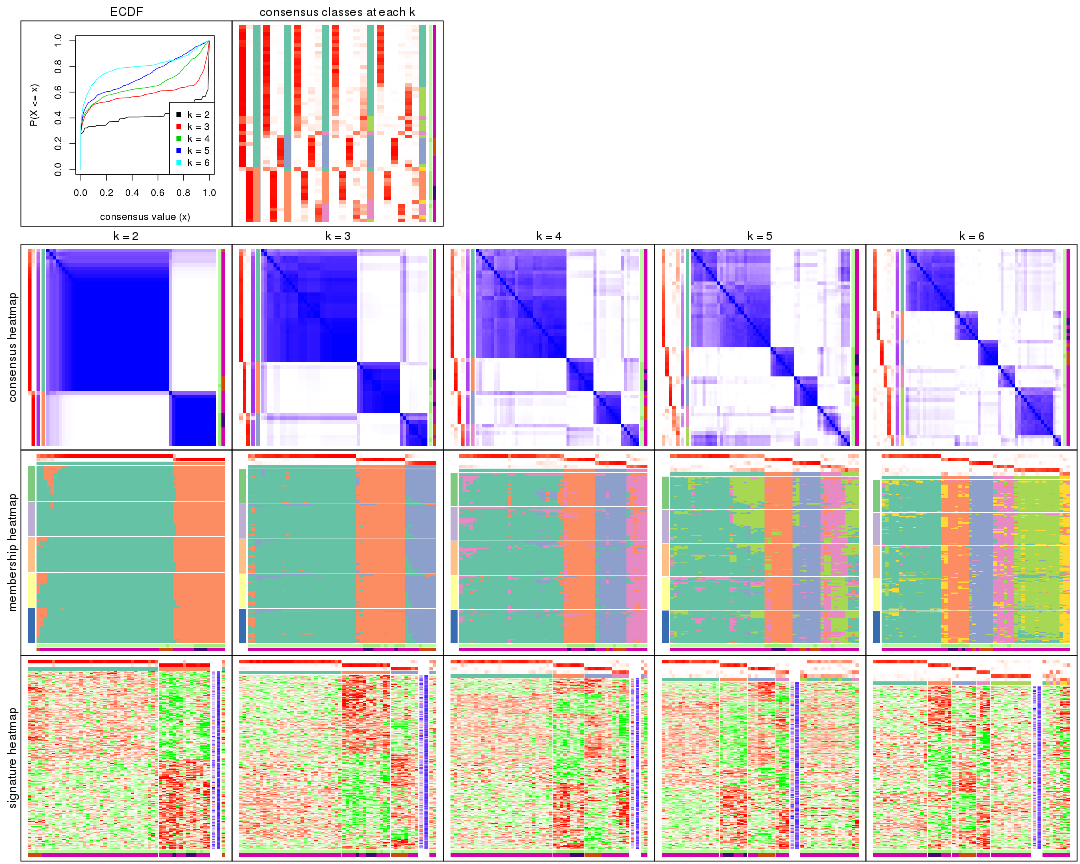 ECDF
consensus classes at each k
P(X <= x)
1.0
0.8
0.6
0.4
0.2
0.0
k = 2
k = 3
k = 4
k = 5
k = 6
0.0 0.2 0.4 0.6 0.8 1.0
consensus value (x)
k = 2
k = 3
k = 4
k = 5
k = 6
consensus heatmap
membership heatmap
signature heatmap